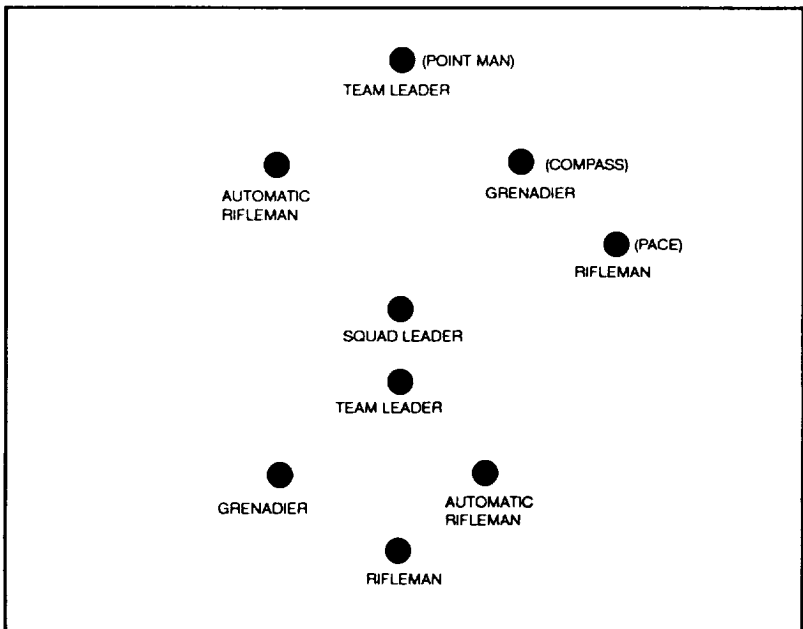 (POINT MAN)
TEAM LEADER
AUTOMATIC
RIFLEMAN
(COMPASS)
GRENADIER
(PACE)
RIFLEMAN
SQUAD LEADER
TEAM LEADER
GRENADIER
AUTOMATIC
RIFLEMAN
RIFLEMAN